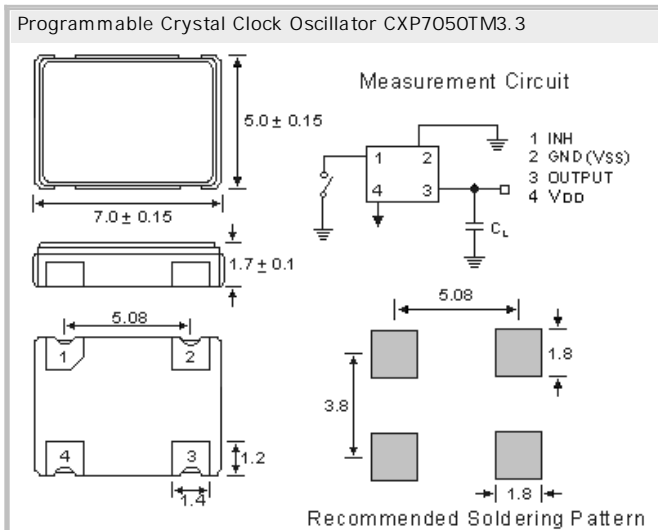 Programmable Crystal Clock Oscillator CXP7050TM3.3
Measurement Circuit
5.0 ± 0.15
7.0 ± 0.15
1 2
4 3
1 INH
2 GND(VSS)
3 OUTPUT
4 VDD
CL
1.7 ± 0.1
5.08
1 2
4 3
1.2
1.4
5.08
1.8
3.8
1.8
Recommended Soldering Pattern